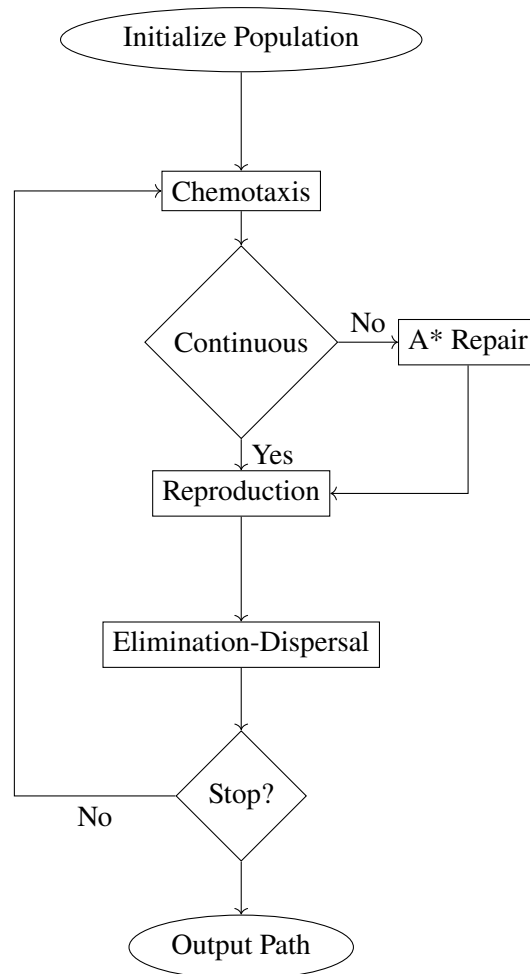 Initialize Population
Chemotaxis
Continuous
No
A* Repair
Yes
Reproduction
Elimination-Dispersal
Stop?
No
Output Path